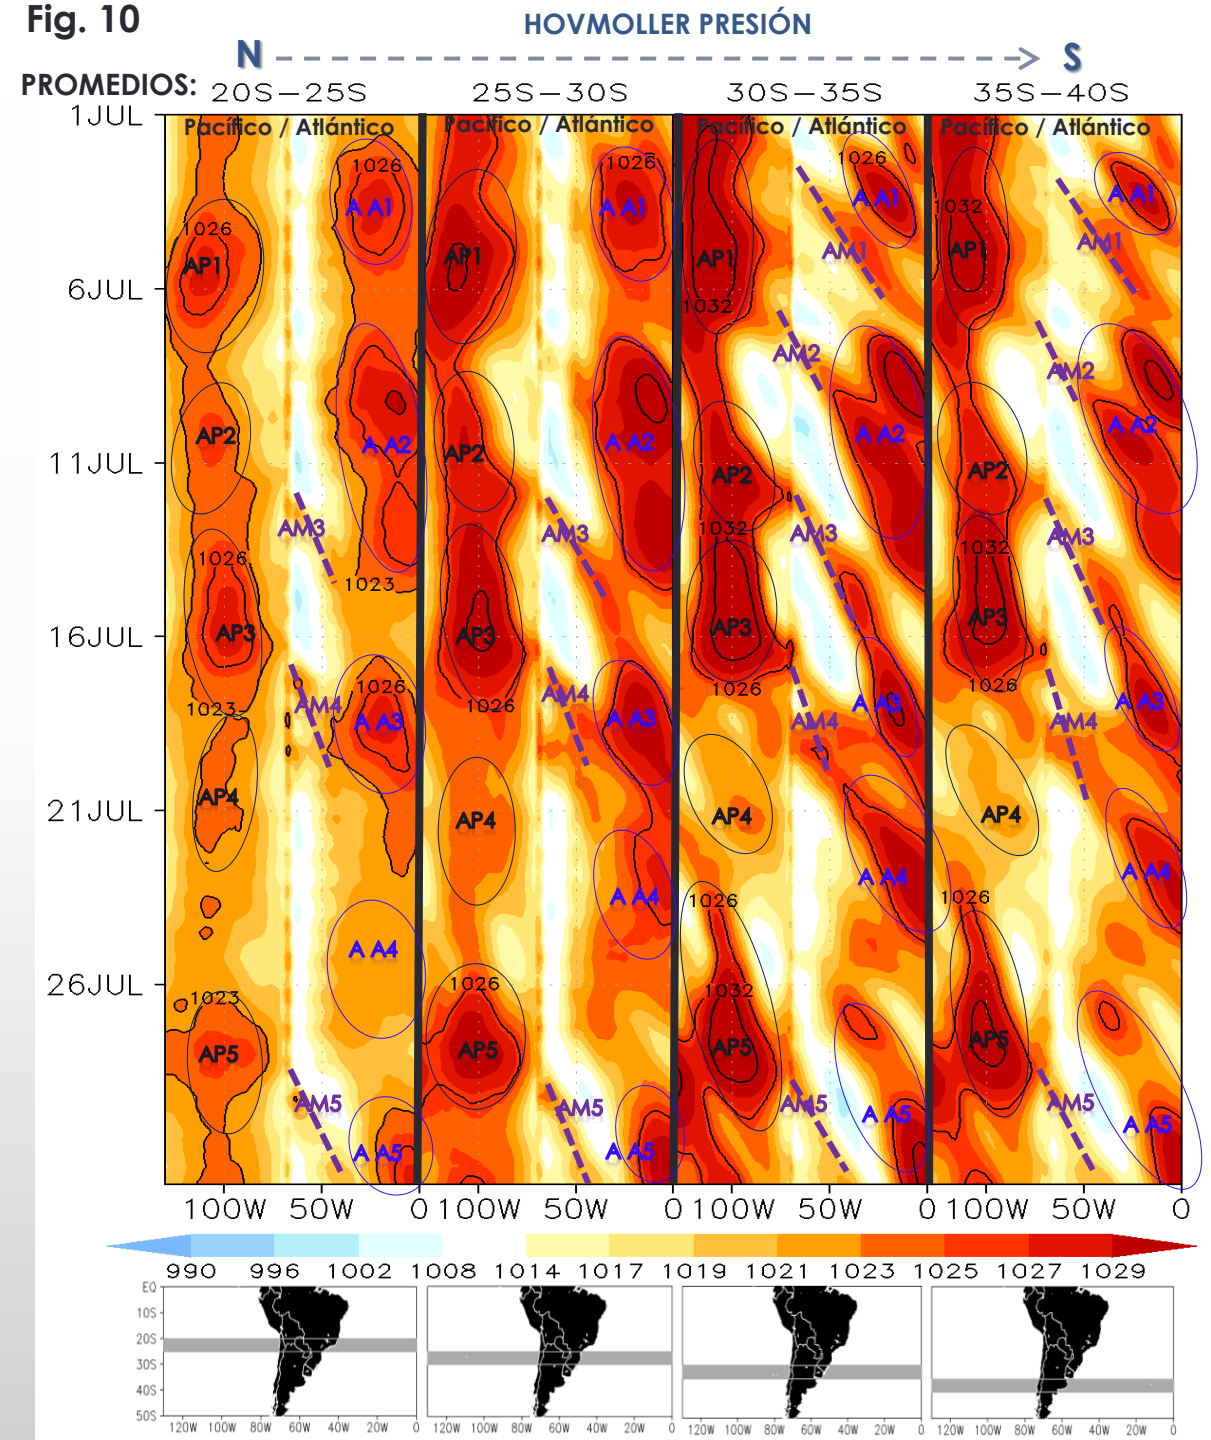 Fig. 10
HOVMOLLER PRESIÓN
N S
PROMEDIOS: 20S-25S 25S-30S 30S-35S 35S-40S
1JUL
Pacífico / Atlántico Pacífico / Atlántico Pacífico / Atlántico Pacífico / Atlántico
1026 1026 1026
A A1 A A1 A A1 A A1
1026 1032
AP1 AP1 AP1 AP1
AM1 AM1
6JUL
1032
AM2 AM2
A A2 A A2 A A2 A A2
AP2 AP2 AP2 AP2
11JUL
AM3 AM3 AM3 AM3
1032 1032
1026 1023
AP3 AP3 AP3 AP3
16JUL
1026 1026 1026
1023 1026
AM4 AM4 AM4 AM4
A A3 A A3 A A3 A A3
AP4 AP4 AP4 AP4
21JUL
A A4 A A4 A A4 A A4
1026 1026
26JUL
1023 1026 1032
AP5 AP5 AP5 AP5
AM5 AM5 AM5 AM5
A A5 A A5 A A5 A A5
100W 50W 0 100W 50W 0 100W 50W 0 100W 50W 0
990 996 1002 1008 1014 1017 1019 1021 1023 1025 1027 1029
EQ
10S
20S
30S
40S
50S
120W 100W 80W 60W 40W 20W 0 120W 100W 80W 60W 40W 20W 0 120W 100W 80W 60W 40W 20W 0 120W 100W 80W 60W 40W 20W 0